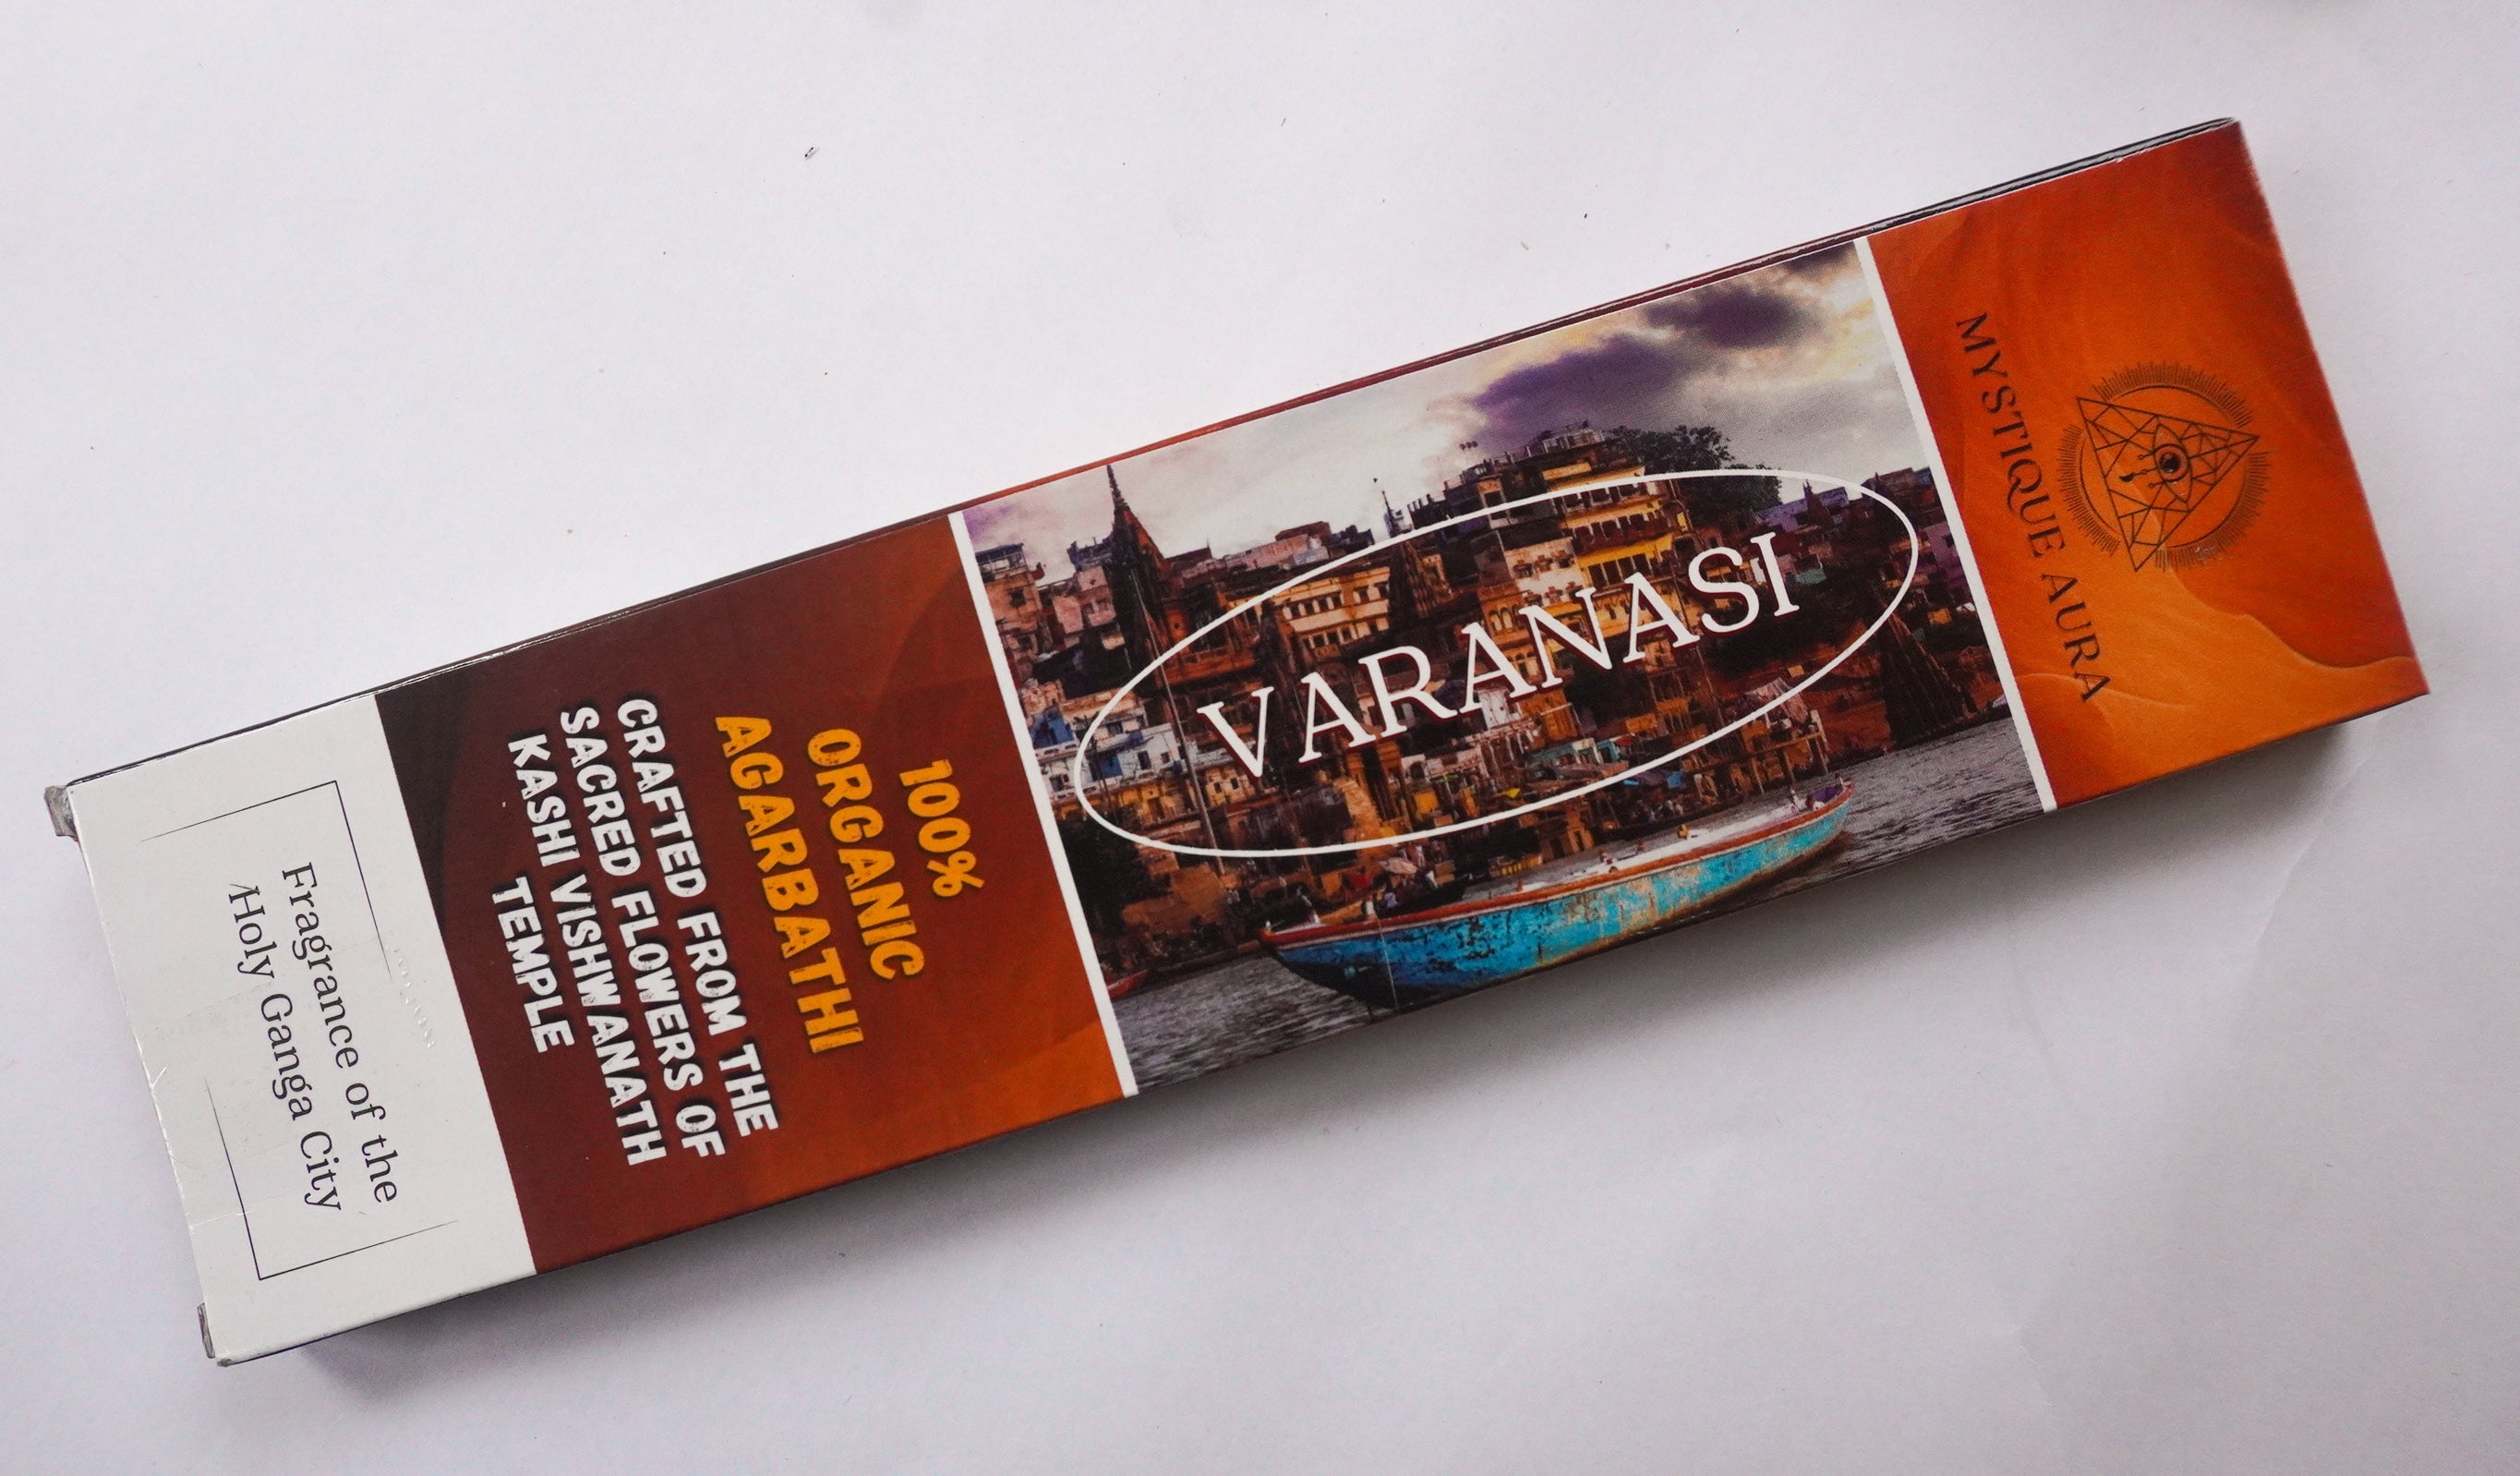 MYSTIQUE AURA
VARANASI
100%
ORGANIC
AGARBATHI
CRAFTED FROM THE
SACRED FLOWERS OF
KASHI VISHWANATH
TEMPLE
Fragrance of the
Holy Ganga City